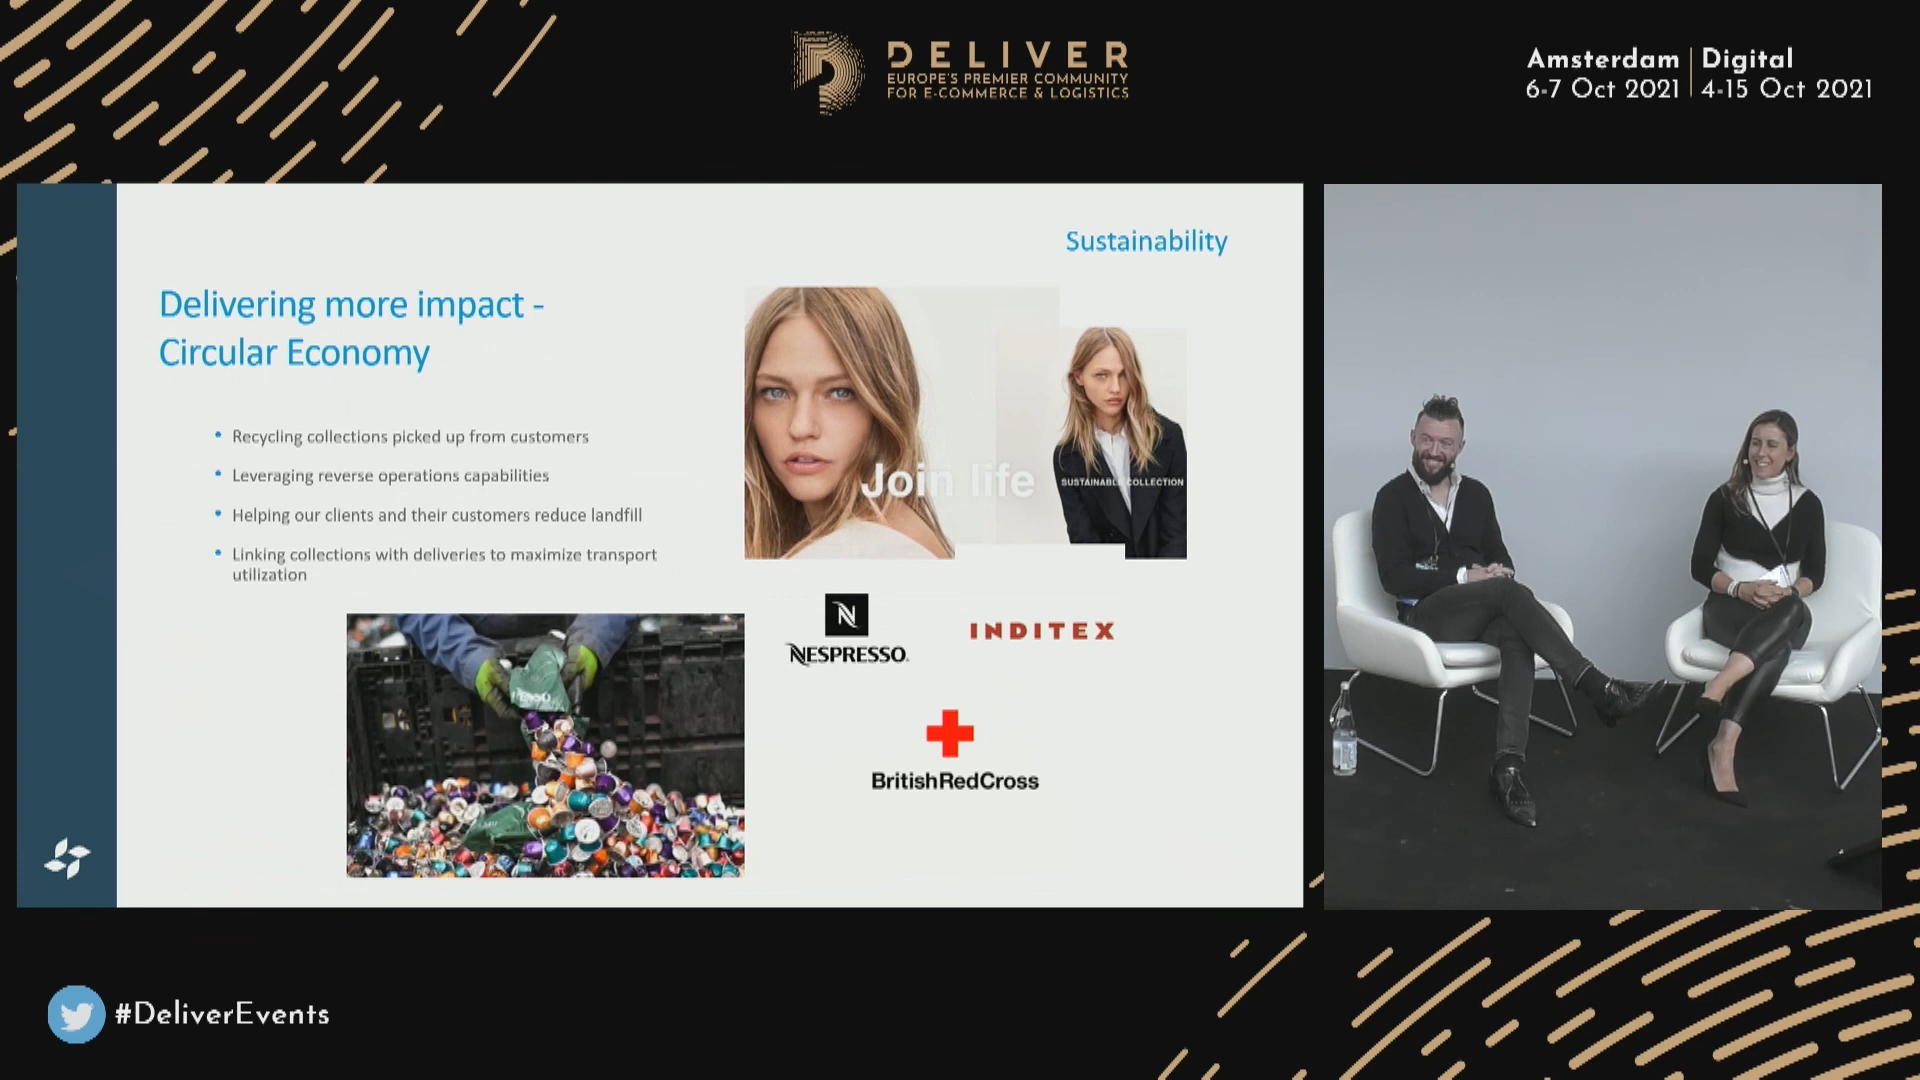 DELIVER
EUROPE'S PREMIER COMMUNITY
FOR E-COMMERCE & LOGISTICS
Amsterdam | Digital
6-7 Oct 2021 | 4-15 Oct 2021
Sustainability
Delivering more impact -
Circular Economy
• Recycling collections picked up from customers
• Leveraging reverse operations capabilities
• Helping our clients and their customers reduce landfill
• Linking collections with deliveries to maximize transport
utilization
Join life
SUSTAINABLE COLLECTION
N
NESPRESSO.
INDITEX
BritishRedCross
#DeliverEvents